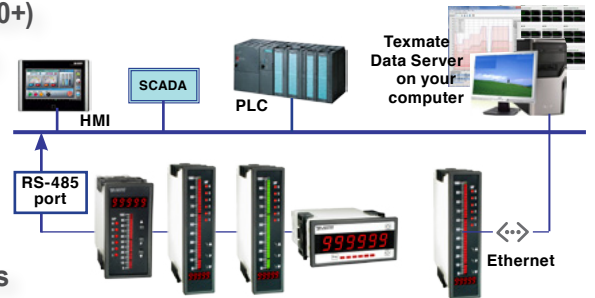 0+)
Texmate
Data Server
on your
computer
SCADA
PLC
HMI
RS-485
port
99999
999999
Ethernet
s